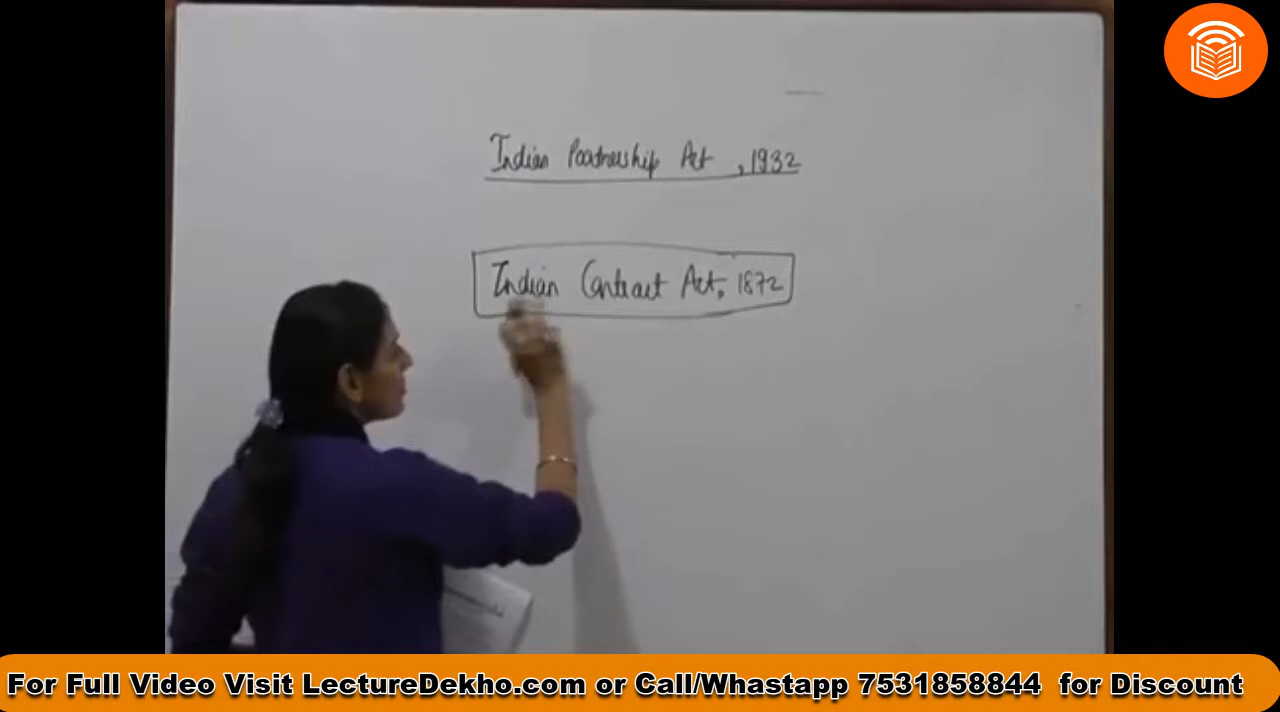 Indian Partnership Act , 1932
Indian Contract Act, 1872
For Full Video Visit LectureDekho.com or Call/Whastapp 7531858844 for Discount